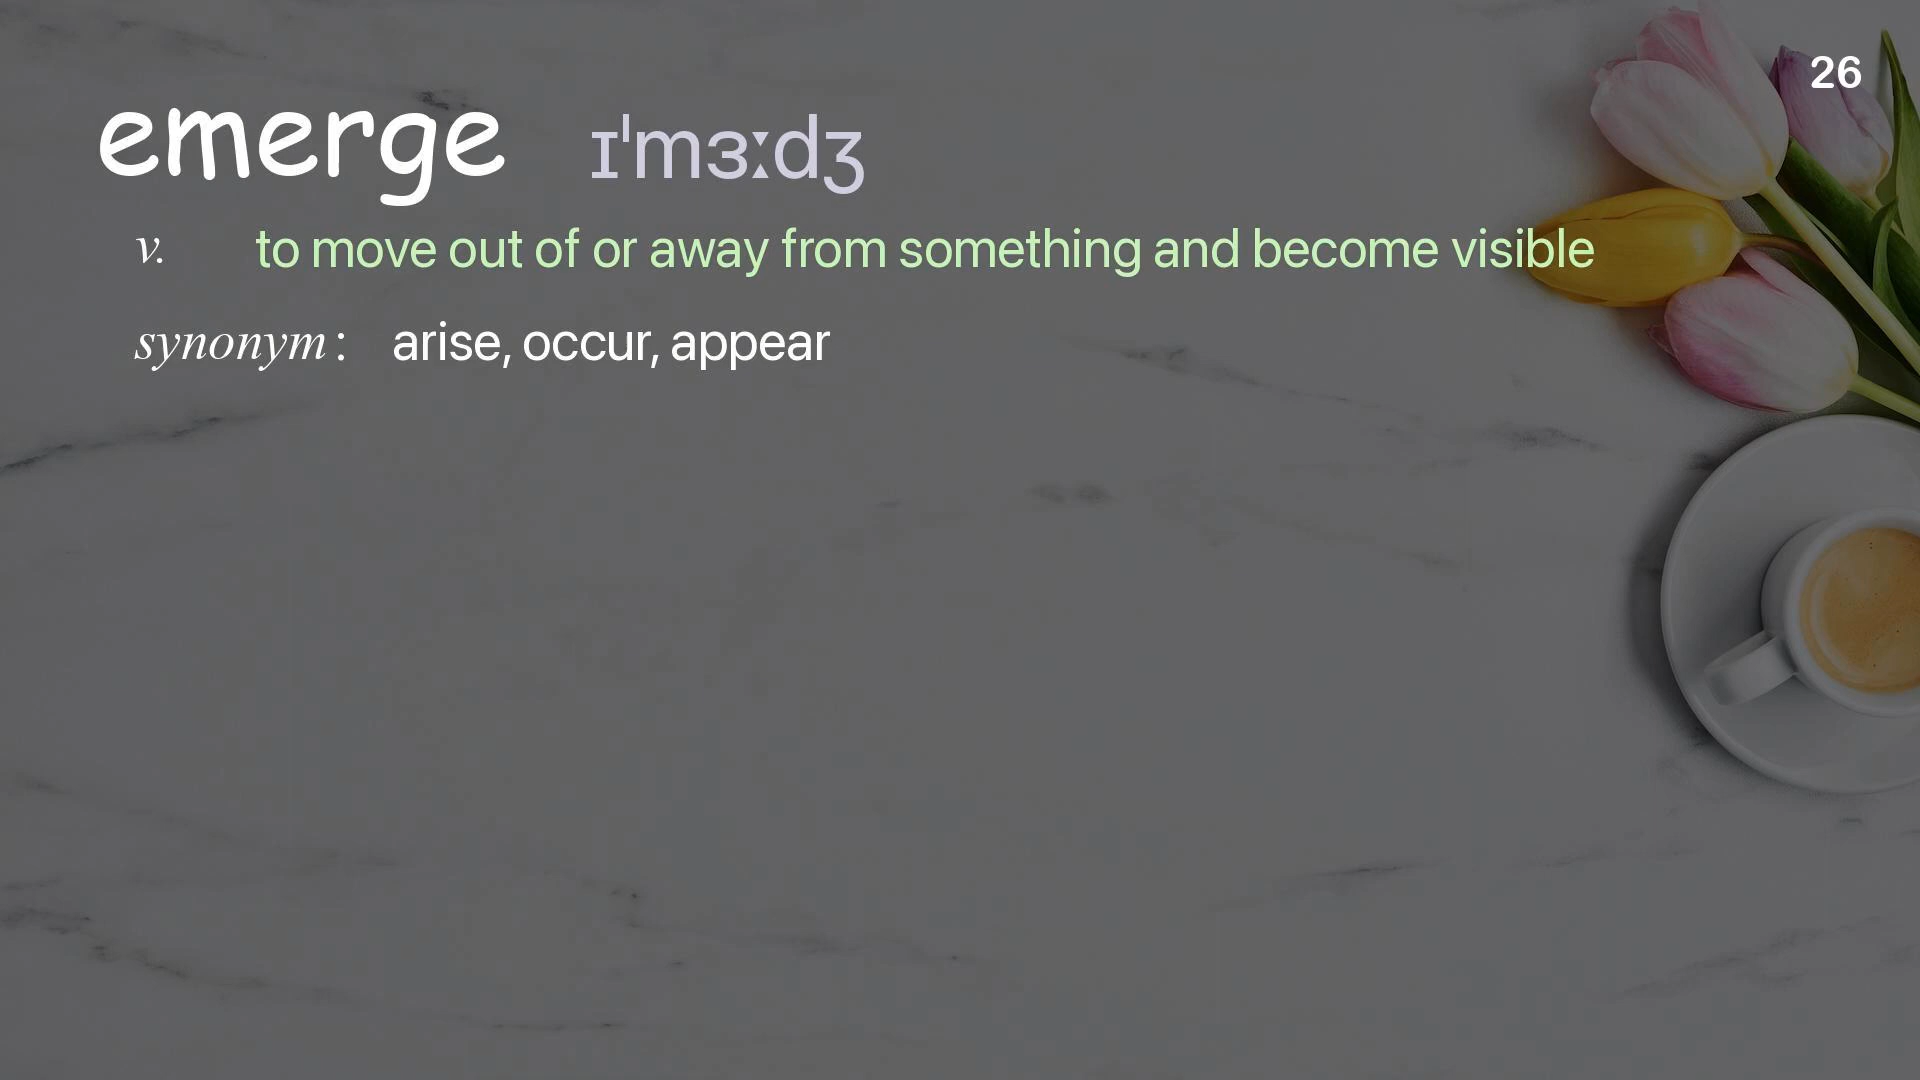 26
emerge ɪˈmɜːdʒ
v. to move out of or away from something and become visible
synonym : arise, occur, appear